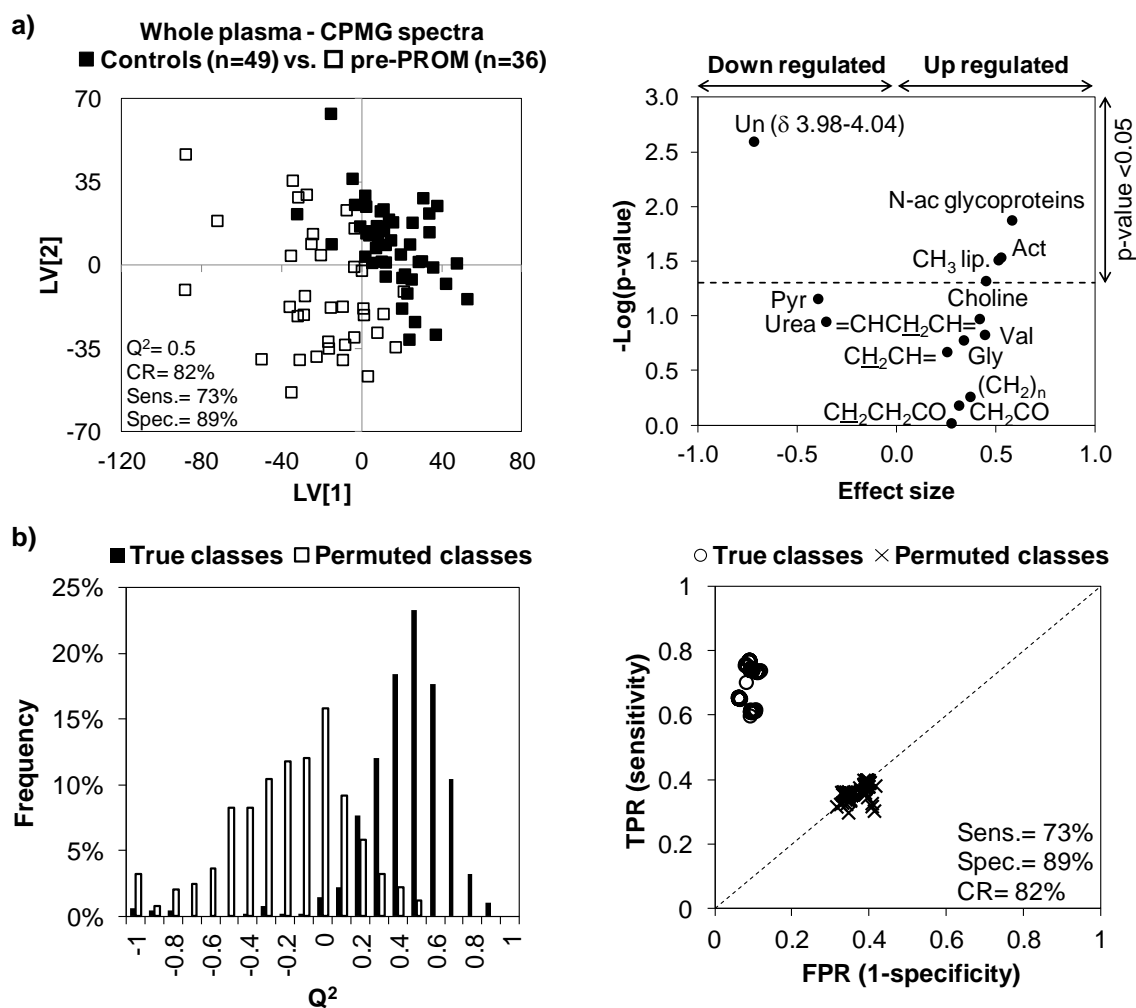 a)
Whole plasma - CPMG spectra
■ Controls (n=49) vs. □ pre-PROM (n=36)
70
35
0
-35
-70
LV[2]
-120 -80 -40 0 40 80
LV[1]
Q²= 0.5
CR= 82%
Sens.= 73%
Spec.= 89%
Down regulated Up regulated
3.0
2.5
2.0
1.5
1.0
0.5
0.0
-Log(p-value)
Un (δ 3.98-4.04)
N-ac glycoproteins
CH₃ lip. Act
Pyr Choline
Urea =CHCH₂CH= Val
CH₂CH= Gly
(CH₂)ₙ
CH₂CH₂CO CH₂CO
p-value <0.05
-1.0 -0.5 0.0 0.5 1.0
Effect size
b)
■ True classes □ Permuted classes
25%
20%
15%
10%
5%
0%
Frequency
-1 -0.8 -0.6 -0.4 -0.2 0 0.2 0.4 0.6 0.8 1
Q²
○ True classes × Permuted classes
1
0.8
0.6
0.4
0.2
0
TPR (sensitivity)
Sens.= 73%
Spec.= 89%
CR= 82%
0 0.2 0.4 0.6 0.8 1
FPR (1-specificity)